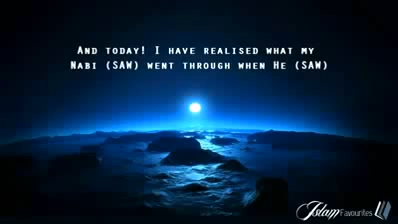 And today! I have realised what my
Nabi (SAW) went through when He (SAW)
Islam Favourites